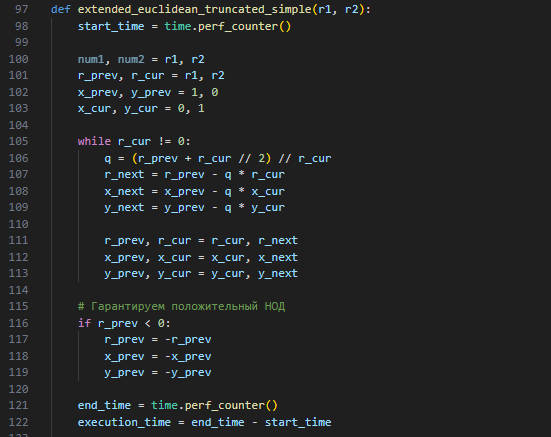 97 def extended_euclidean_truncated_simple(r1, r2):
98 start_time = time.perf_counter()
99
100 num1, num2 = r1, r2
101 r_prev, r_cur = r1, r2
102 x_prev, y_prev = 1, 0
103 x_cur, y_cur = 0, 1
104
105 while r_cur != 0:
106 q = (r_prev + r_cur // 2) // r_cur
107 r_next = r_prev - q * r_cur
108 x_next = x_prev - q * x_cur
109 y_next = y_prev - q * y_cur
110
111 r_prev, r_cur = r_cur, r_next
112 x_prev, x_cur = x_cur, x_next
113 y_prev, y_cur = y_cur, y_next
114
115 # Гарантируем положительный НОД
116 if r_prev < 0:
117 r_prev = -r_prev
118 x_prev = -x_prev
119 y_prev = -y_prev
120
121 end_time = time.perf_counter()
122 execution_time = end_time - start_time